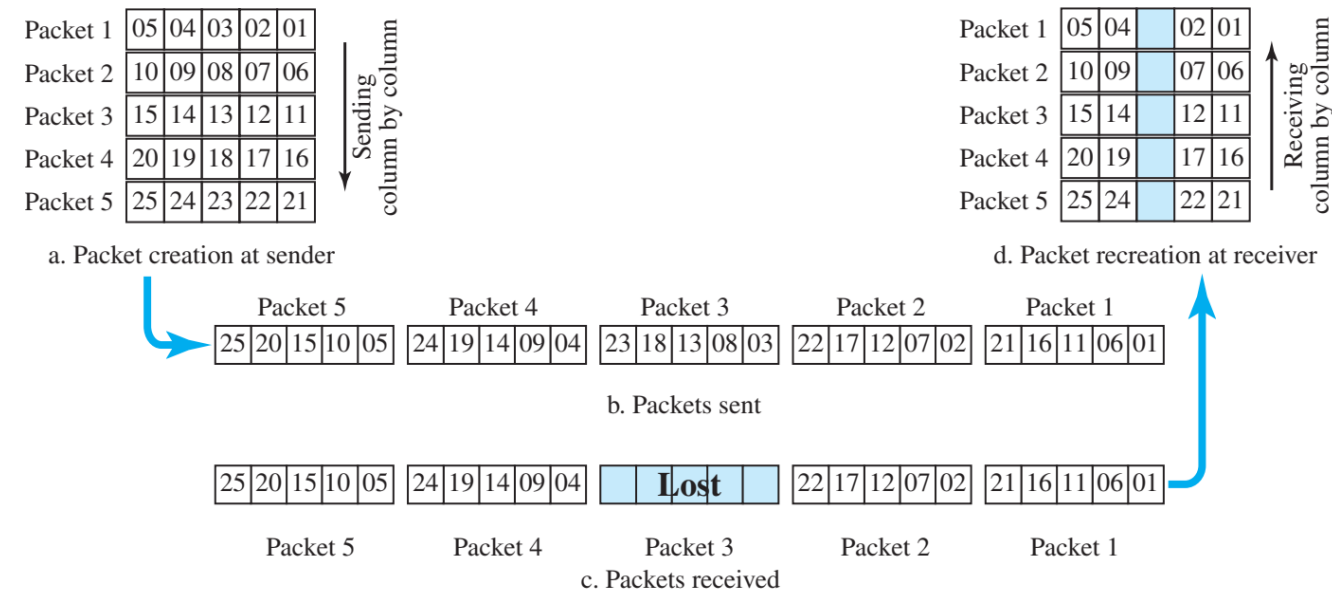 Packet 1 05 04 03 02 01
Packet 2 10 09 08 07 06
Packet 3 15 14 13 12 11
Packet 4 20 19 18 17 16
Packet 5 25 24 23 22 21
Sending
column by column
a. Packet creation at sender
Packet 1 05 04 02 01
Packet 2 10 09 07 06
Packet 3 15 14 12 11
Packet 4 20 19 17 16
Packet 5 25 24 22 21
Receiving
column by column
d. Packet recreation at receiver
Packet 5 Packet 4 Packet 3 Packet 2 Packet 1
25 20 15 10 05 24 19 14 09 04 23 18 13 08 03 22 17 12 07 02 21 16 11 06 01
b. Packets sent
25 20 15 10 05 24 19 14 09 04 Lost 22 17 12 07 02 21 16 11 06 01
Packet 5 Packet 4 Packet 3 Packet 2 Packet 1
c. Packets received